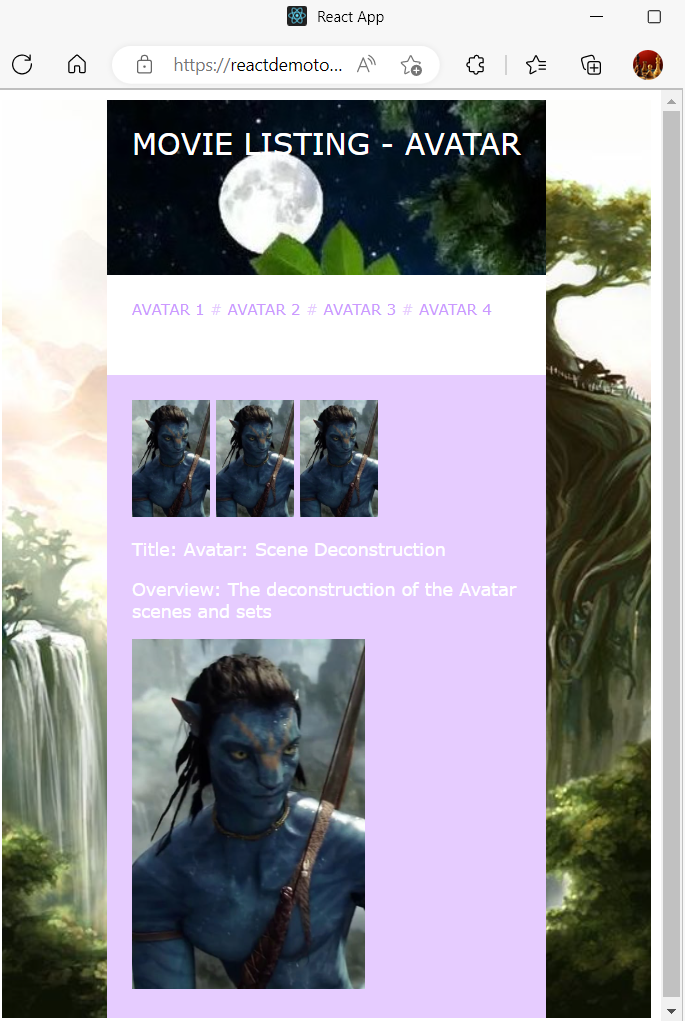 React App
https://reactdemoto...
MOVIE LISTING - AVATAR
AVATAR 1 # AVATAR 2 # AVATAR 3 # AVATAR 4
Title: Avatar: Scene Deconstruction
Overview: The deconstruction of the Avatar
scenes and sets